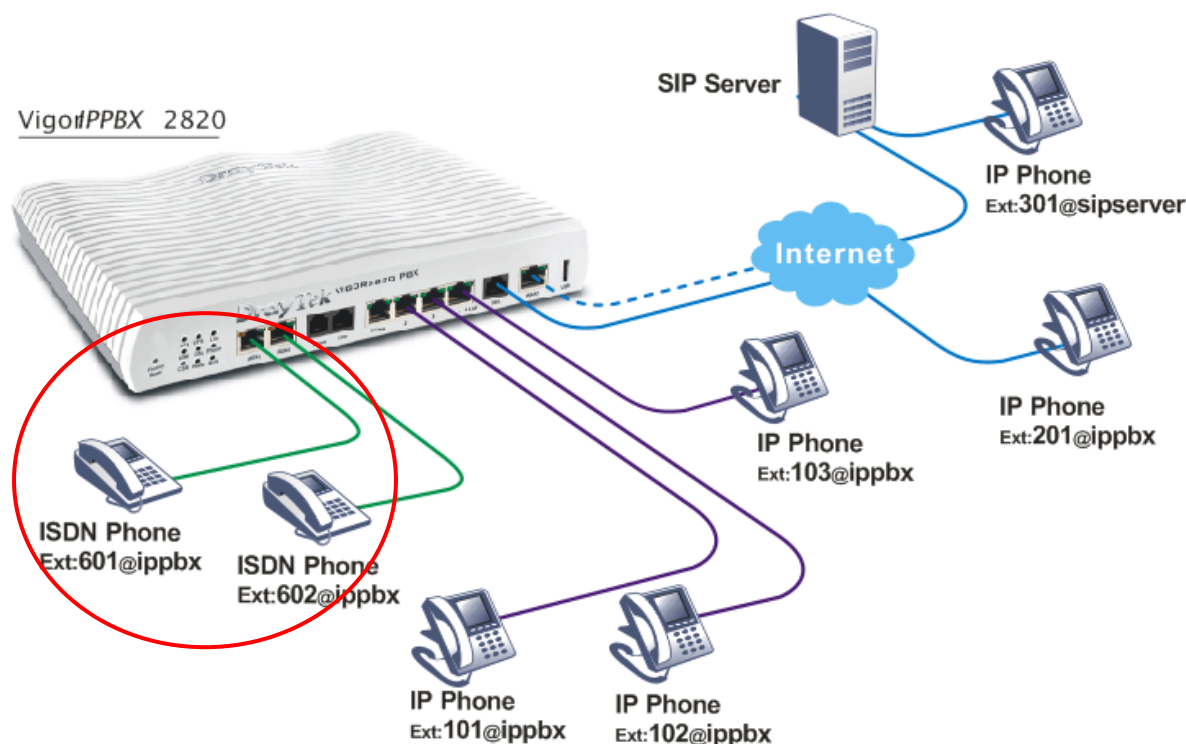 VigorIPPBX 2820
SIP Server
IP Phone
Ext:301@sipserver
Internet
DrayTek
IP Phone
Ext:201@ippbx
IP Phone
Ext:103@ippbx
ISDN Phone
Ext:601@ippbx
ISDN Phone
Ext:602@ippbx
IP Phone
Ext:101@ippbx
IP Phone
Ext:102@ippbx